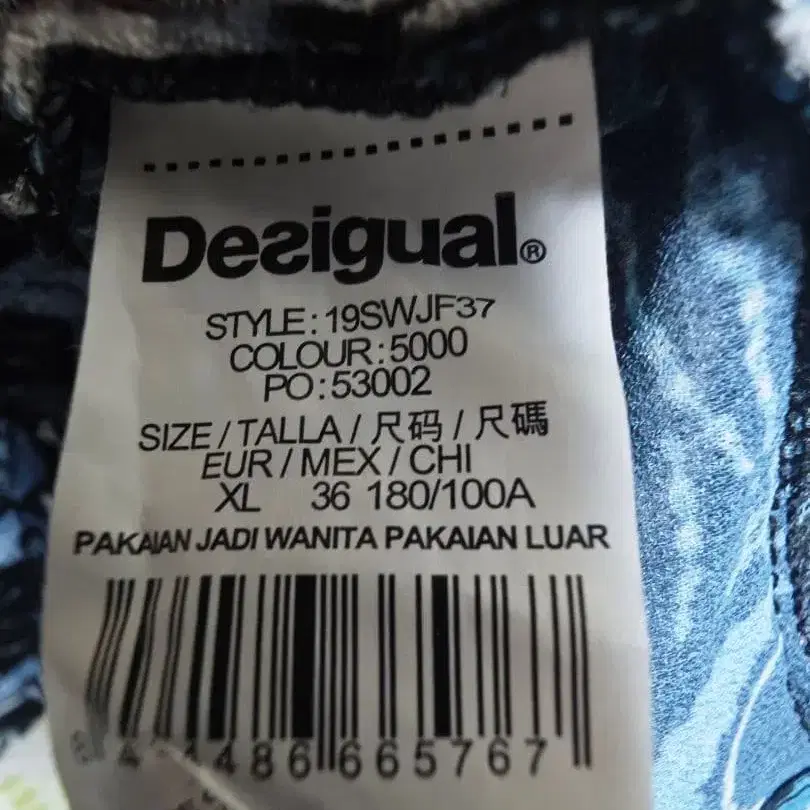 Desigual®
STYLE: 19SWJF37
COLOUR: 5000
PO: 53002
SIZE / TALLA / 尺码 / 尺碼
EUR / MEX / CHI
XL 36 180/100A
PAKAIAN JADI WANITA PAKAIAN LUAR
486 665767